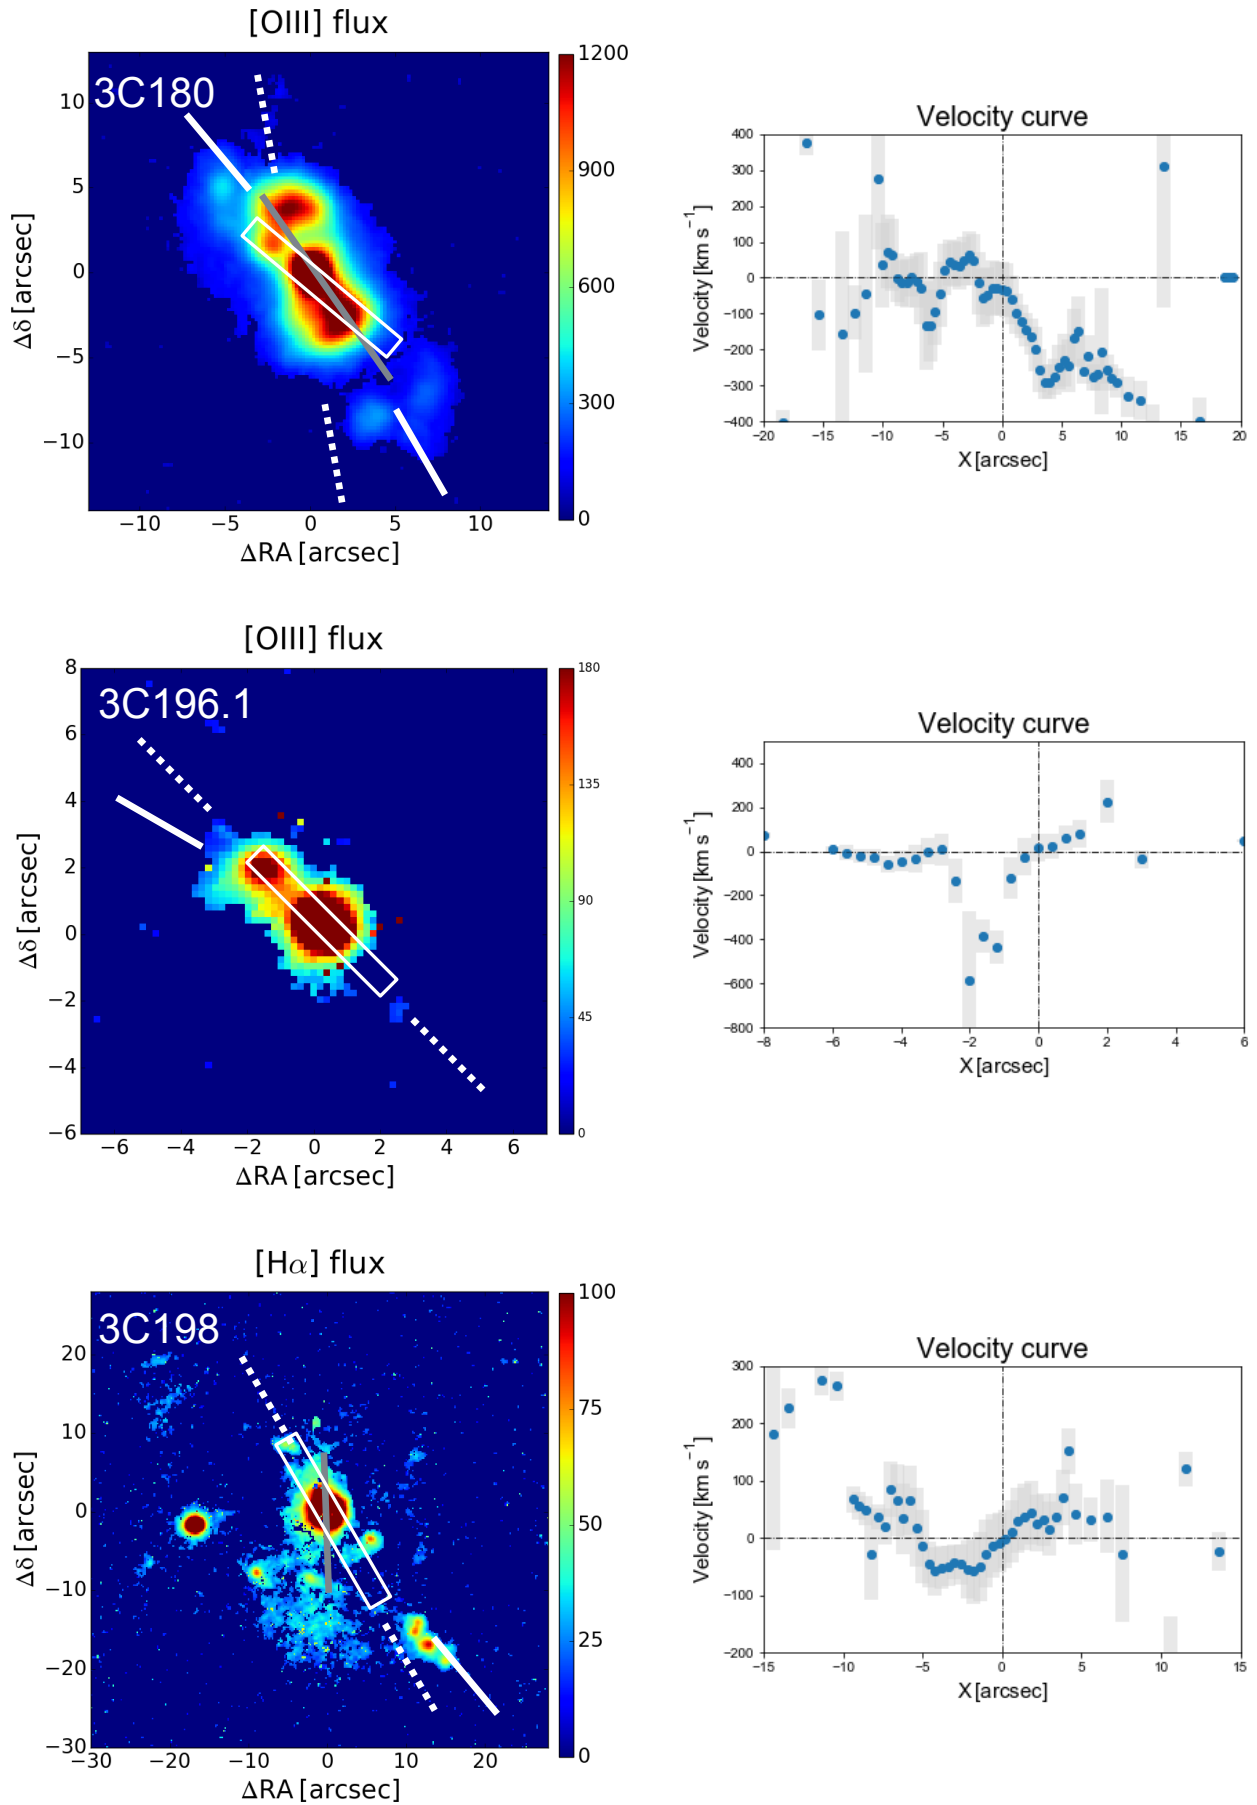 [OIII] flux
3C180
10
5
0
−5
−10
−10 −5 0 5 10
ΔRA [arcsec]
Δδ [arcsec]
1200
900
600
300
0
Velocity curve
400
300
200
100
0
−100
−200
−300
−400
−20 −15 −10 −5 0 5 10 15 20
X [arcsec]
Velocity [km s⁻¹]
[OIII] flux
3C196.1
8
6
4
2
0
−2
−4
−6
−6 −4 −2 0 2 4 6
ΔRA [arcsec]
Δδ [arcsec]
180
135
90
45
0
Velocity curve
400
200
0
−200
−400
−600
−800
−8 −6 −4 −2 0 2 4 6
X [arcsec]
Velocity [km s⁻¹]
[Hα] flux
3C198
20
10
0
−10
−20
−30
−30 −20 −10 0 10 20
ΔRA [arcsec]
Δδ [arcsec]
100
75
50
25
0
Velocity curve
300
200
100
0
−100
−200
−15 −10 −5 0 5 10 15
X [arcsec]
Velocity [km s⁻¹]